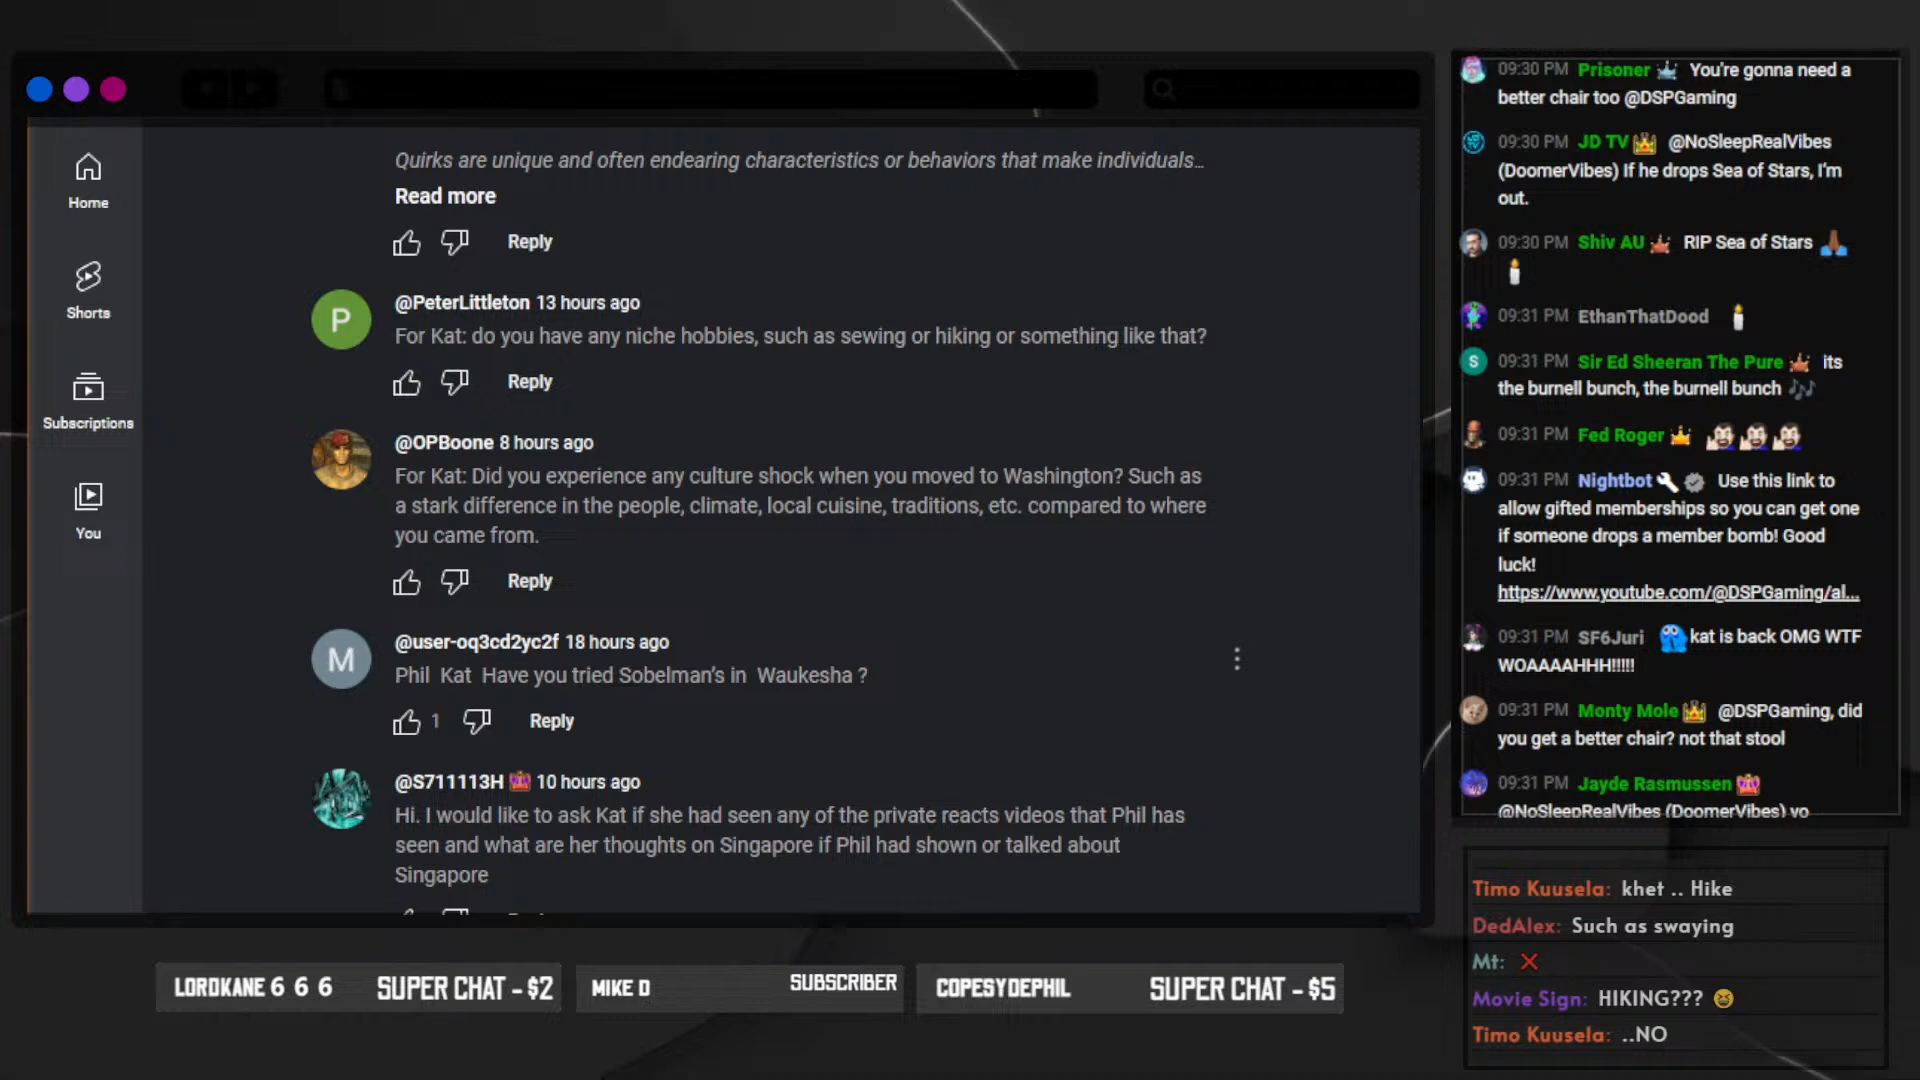 Home
Shorts
Subscriptions
You
Quirks are unique and often endearing characteristics or behaviors that make individuals...
Read more
Reply
P
@PeterLittleton 13 hours ago
For Kat: do you have any niche hobbies, such as sewing or hiking or something like that?
Reply
@OPBoone 8 hours ago
For Kat: Did you experience any culture shock when you moved to Washington? Such as
a stark difference in the people, climate, local cuisine, traditions, etc. compared to where
you came from.
Reply
M
@user-oq3cd2yc2f 18 hours ago
Phil Kat Have you tried Sobelman's in Waukesha ?
1 Reply
@S711113H 10 hours ago
Hi. I would like to ask Kat if she had seen any of the private reacts videos that Phil has
seen and what are her thoughts on Singapore if Phil had shown or talked about
Singapore
09:30 PM Prisoner You're gonna need a
better chair too @DSPGaming
09:30 PM JD TV @NoSleepRealVibes
(DoomerVibes) If he drops Sea of Stars, I'm
out.
09:30 PM Shiv AU RIP Sea of Stars 🙏🏾
🕯️
09:31 PM EthanThatDood 🕯️
S
09:31 PM Sir Ed Sheeran The Pure its
the burnell bunch, the burnell bunch 🎶
09:31 PM Fed Roger
09:31 PM Nightbot Use this link to
allow gifted memberships so you can get one
if someone drops a member bomb! Good
luck!
https://www.youtube.com/@DSPGaming/al...
09:31 PM SF6Juri kat is back OMG WTF
WOAAAAHHH!!!!!
09:31 PM Monty Mole @DSPGaming, did
you get a better chair? not that stool
09:31 PM Jayde Rasmussen
@NoSleepRealVibes (DoomerVibes) yo
Timo Kuusela: khet .. Hike
DedAlex: Such as swaying
Mt: ❌
Movie Sign: HIKING??? 😆
Timo Kuusela: ..NO
LORDKANE 6 6 6 SUPER CHAT - $2
MIKE D SUBSCRIBER
COPESYDEPHIL SUPER CHAT - $5